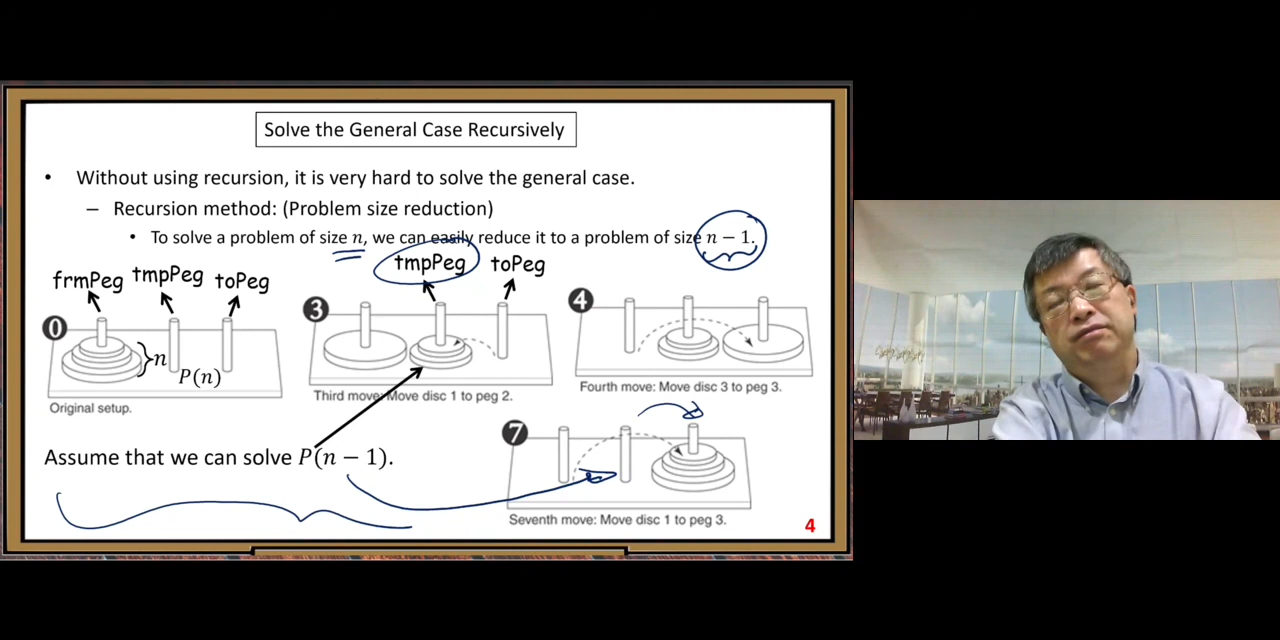 Solve the General Case Recursively
• Without using recursion, it is very hard to solve the general case.
– Recursion method: (Problem size reduction)
• To solve a problem of size n, we can easily reduce it to a problem of size n − 1.
frmPeg tmpPeg toPeg
tmpPeg toPeg
0
3
4
}n
P(n)
Original setup.
Third move: Move disc 1 to peg 2.
Fourth move: Move disc 3 to peg 3.
7
Assume that we can solve P(n − 1).
Seventh move: Move disc 1 to peg 3.
4